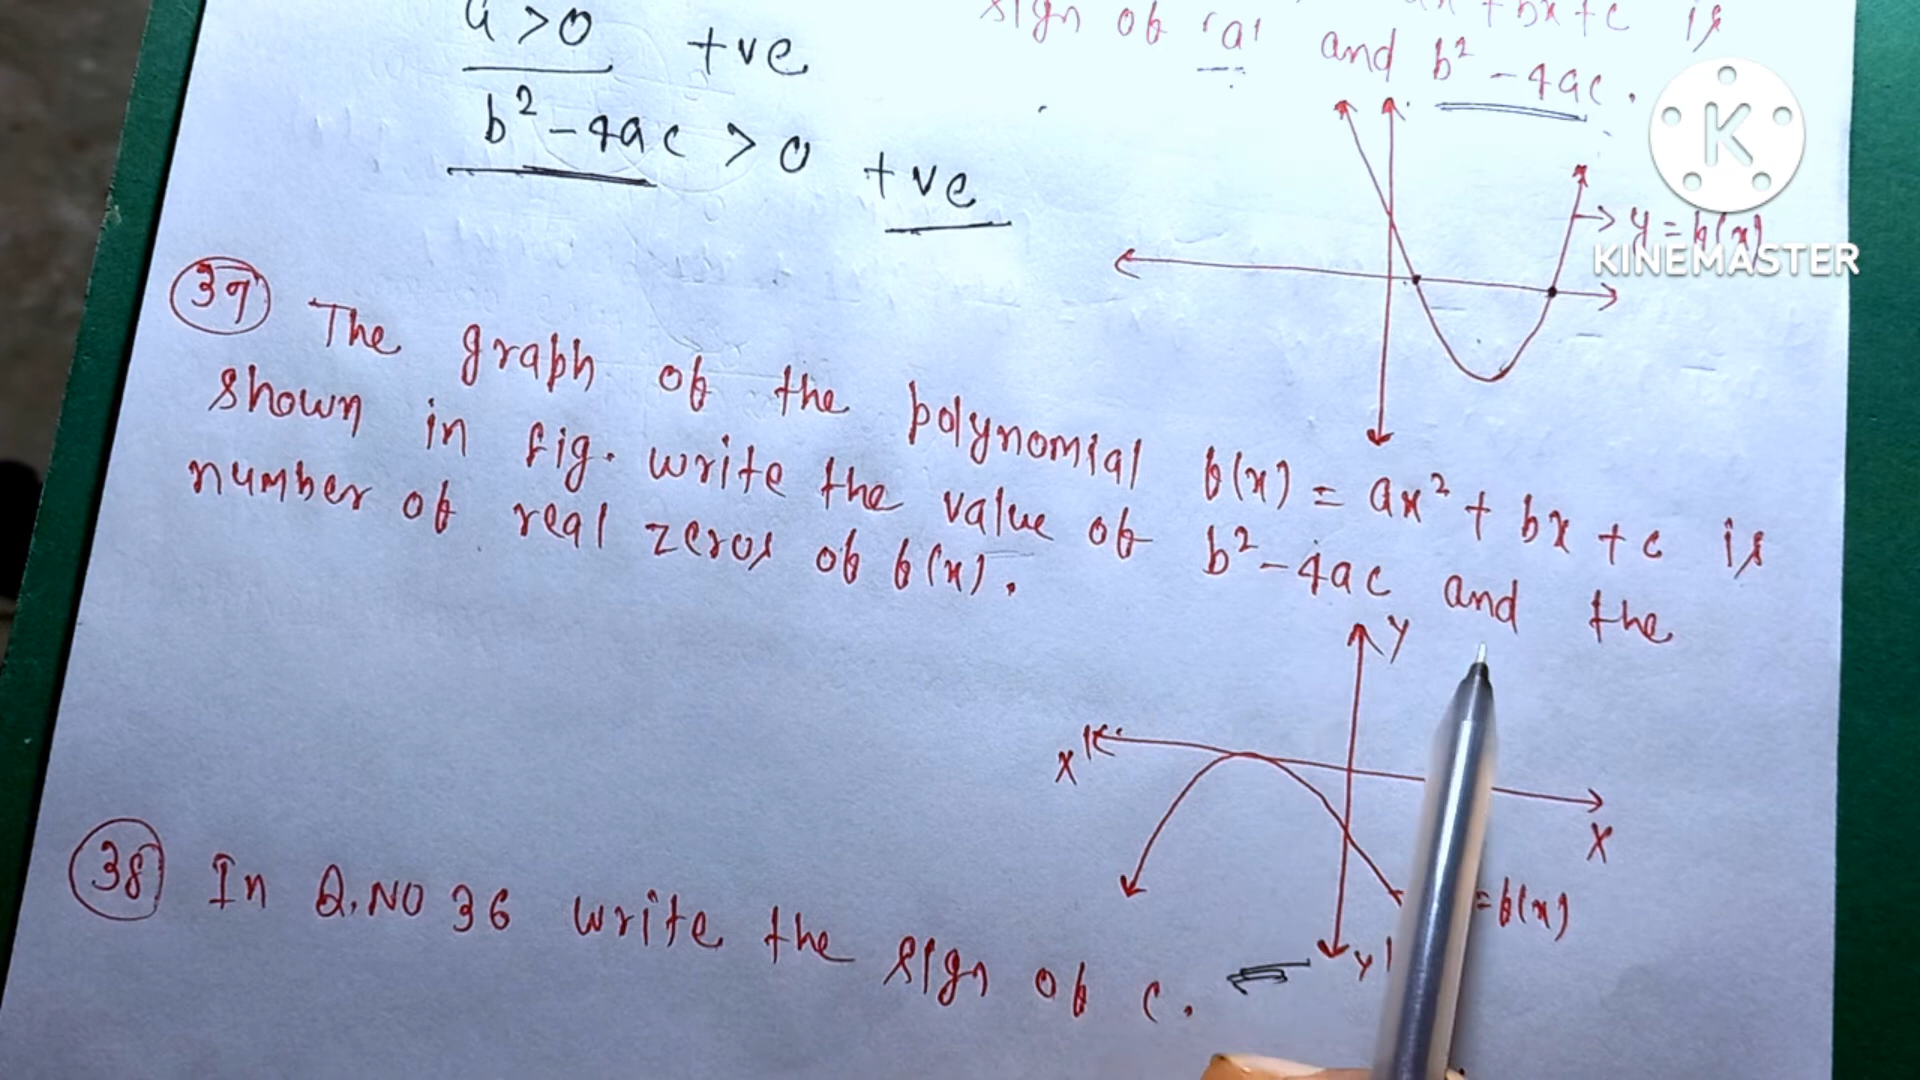 a > 0 +ve
b² - 4ac > 0 +ve
+ bx + c is
sign of 'a' and b² - 4ac.
y = f(x)
K
KINEMASTER
37 The graph of the polynomial f(x) = ax² + bx + c is
shown in fig. write the value of b² - 4ac and the
number of real zeros of f(x).
Y
X'
X
= f(x)
Y'
38 In Q.NO 36 write the sign of c.